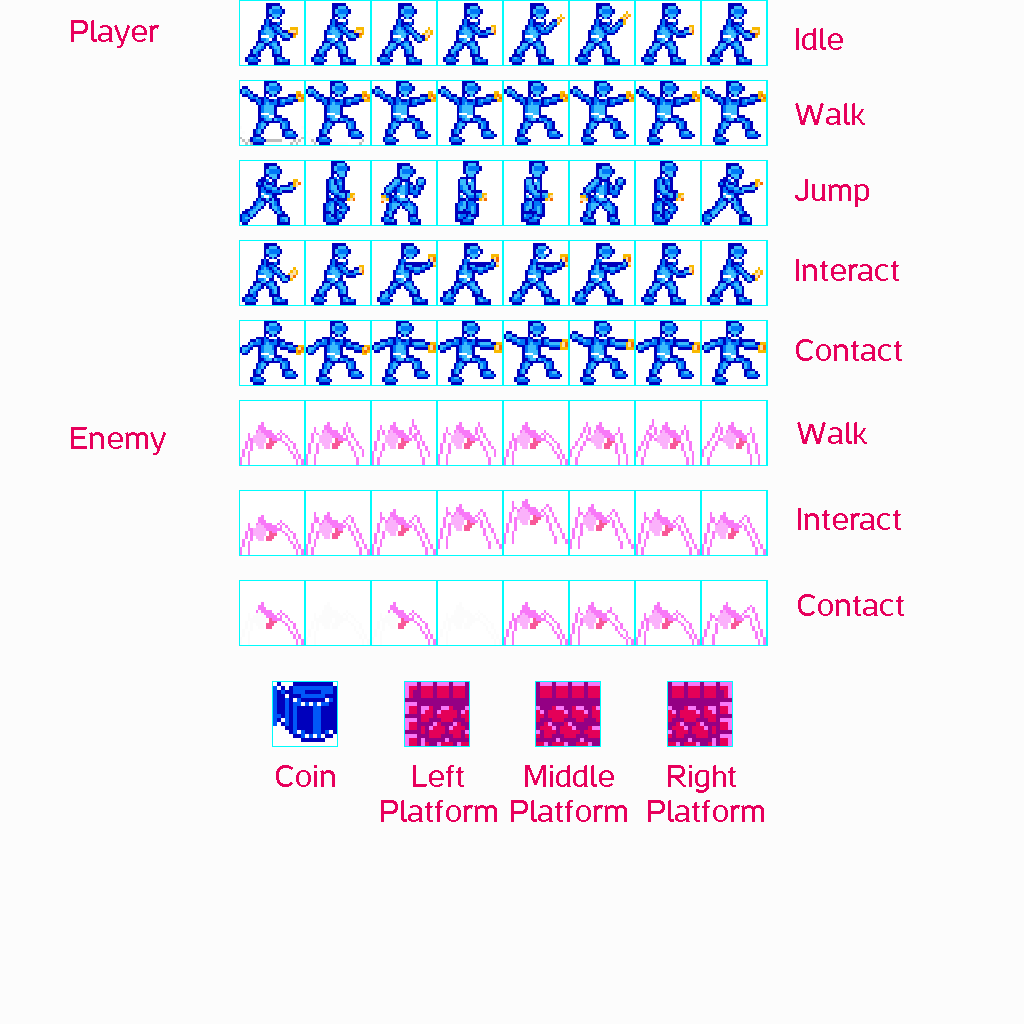 Player
Idle
Walk
Jump
Interact
Contact
Enemy
Walk
Interact
Contact
Coin
Left
Platform
Middle
Platform
Right
Platform